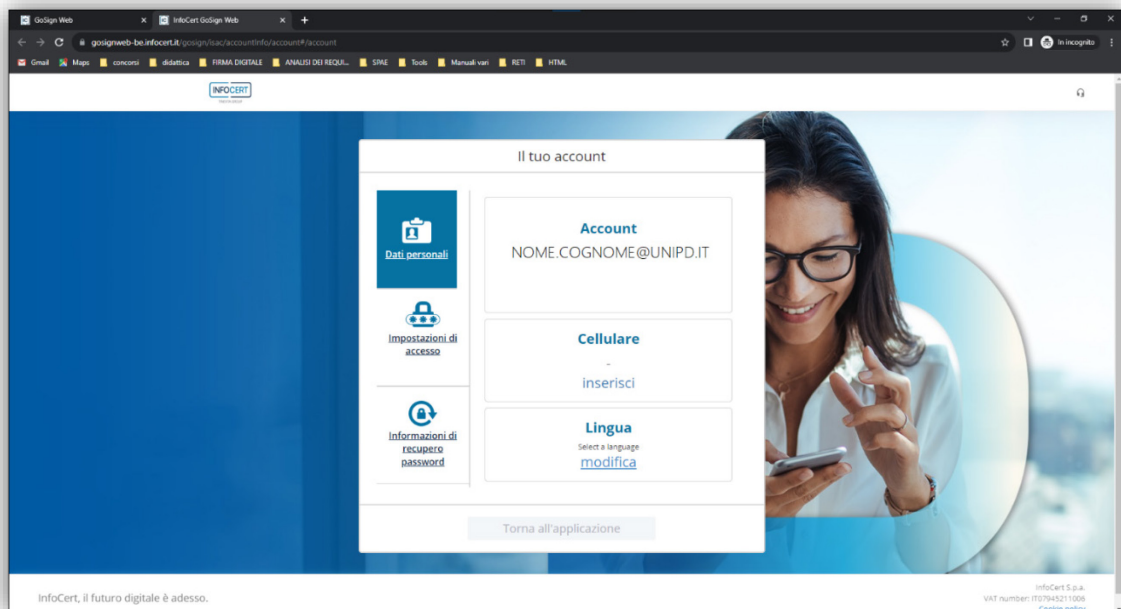 GoSign Web
InfoCert GoSign Web
gosignweb-be.infocert.it/gosign/isac/accountInfo/account#/account
In incognito
Gmail Maps concorsi didattica FIRMA DIGITALE ANALISI DEI REQUI... SPAE Tools Manuali vari RETI HTML
INFOCERT
Il tuo account
Dati personali
Impostazioni di
accesso
Informazioni di
recupero
password
Account
NOME.COGNOME@UNIPD.IT
Cellulare
-
inserisci
Lingua
Select a language
modifica
Torna all'applicazione
InfoCert, il futuro digitale è adesso.
InfoCert S.p.a.
VAT number: IT07945211006
Cookie policy